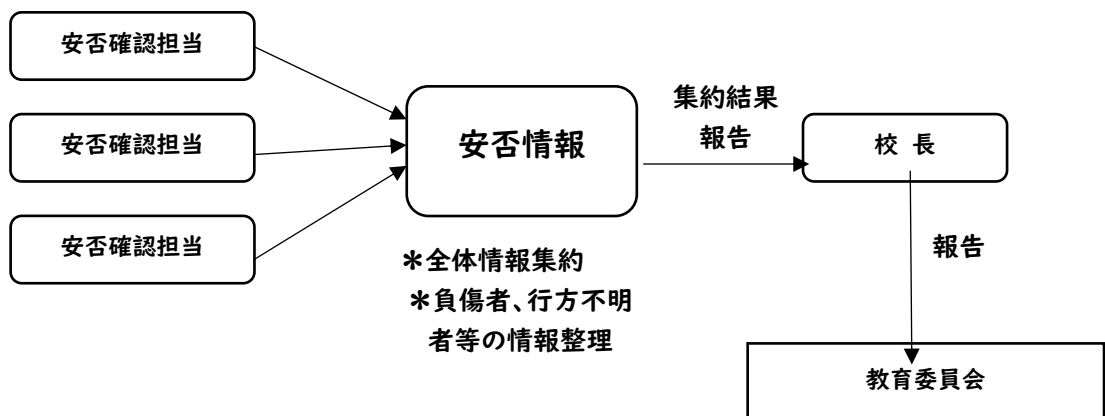 安否確認担当
安否確認担当
安否確認担当
安否情報
＊全体情報集約
＊負傷者、行方不明
者等の情報整理
集約結果
報告
校 長
報告
教育委員会